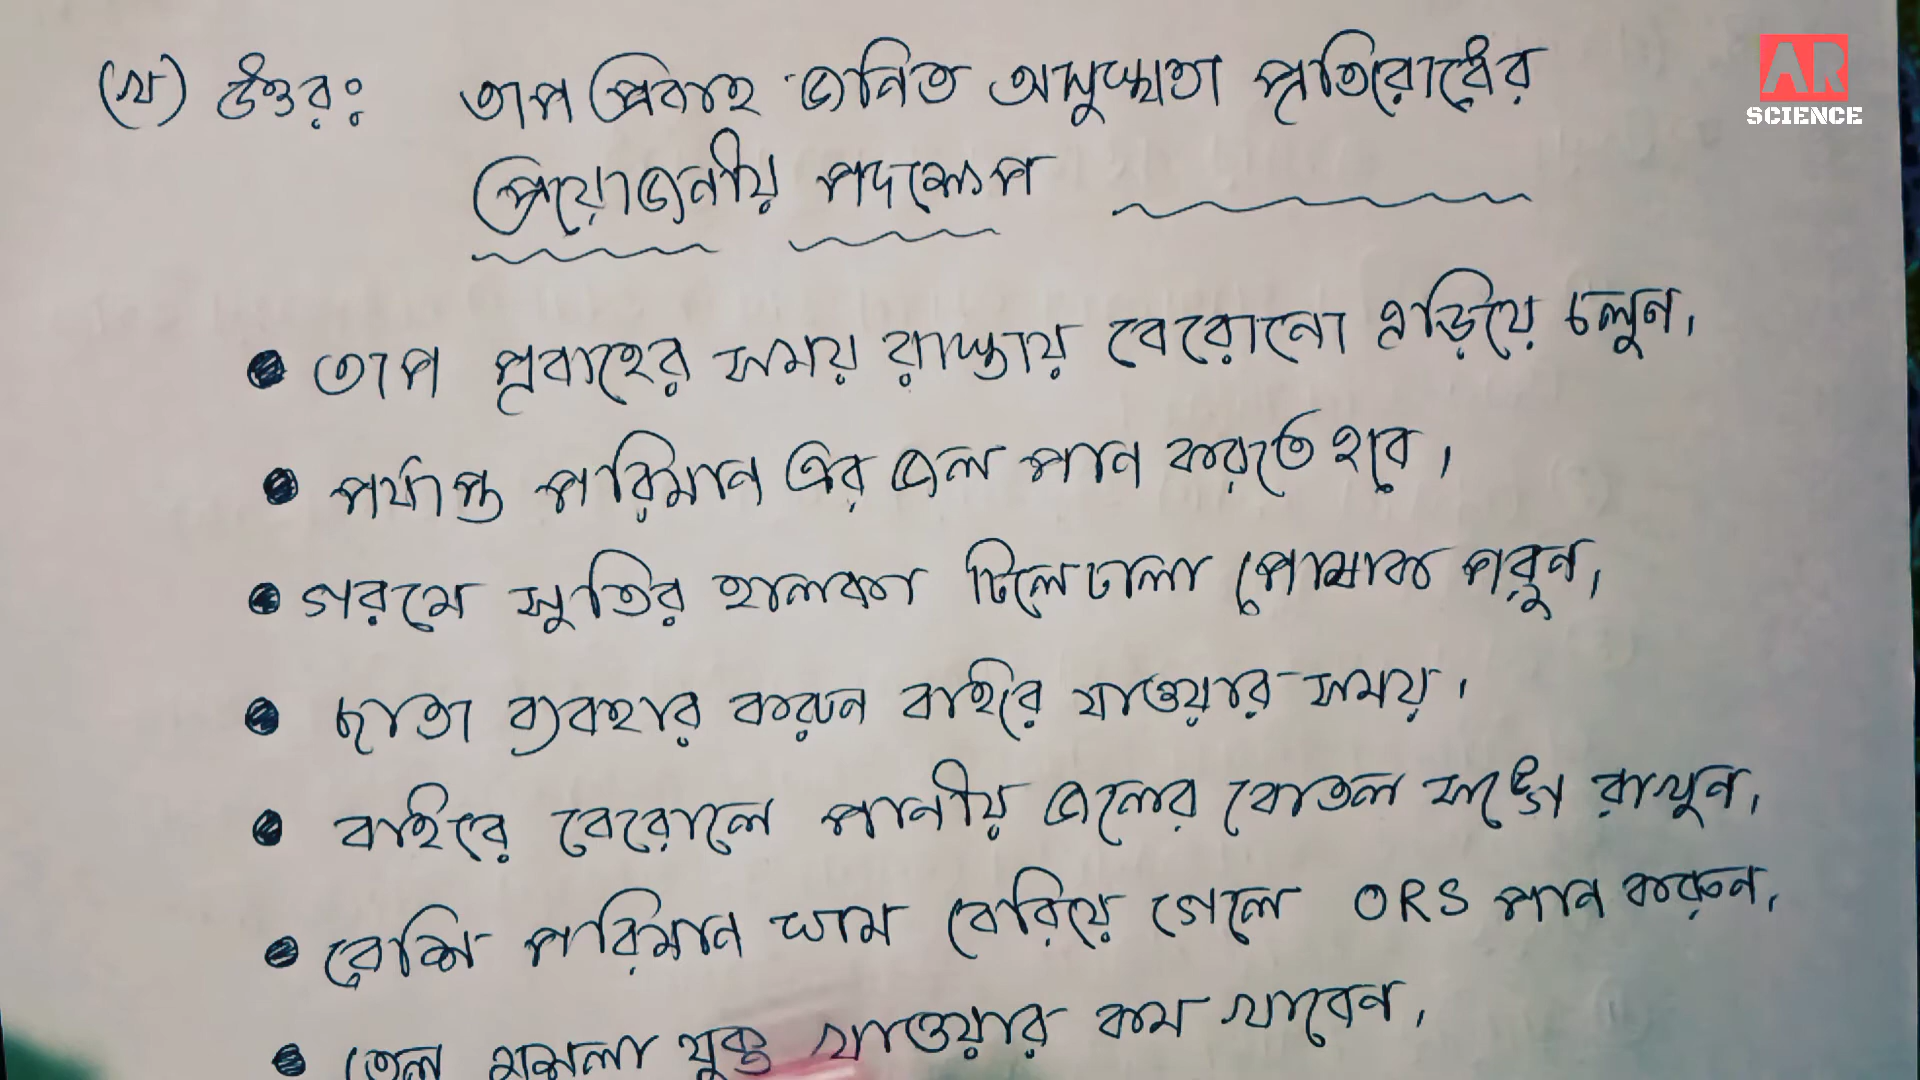 (খ) উত্তরঃ তাপ প্রবাহ জনিত অসুস্থতা প্রতিরোধের
প্রয়োজনীয় পদক্ষেপ
AR
SCIENCE
● তাপ প্রবাহের সময় রাস্তায় বেরোনো এড়িয়ে চলুন।
● পর্যাপ্ত পরিমান এর জল পান করতে হবে।
● গরমে সুতির হালকা ঢিলেঢালা পোষাক পরুন।
● ছাতা ব্যবহার করুন বাইরে যাওয়ার সময়।
● বাইরে বেরোলে পানীয় জলের বোতল সঙ্গে রাখুন।
● বেশি পরিমান ঘাম বেরিয়ে গেলে ORS পান করুন।
● তেল মশলা যুক্ত খাওয়ার কম খাবেন।